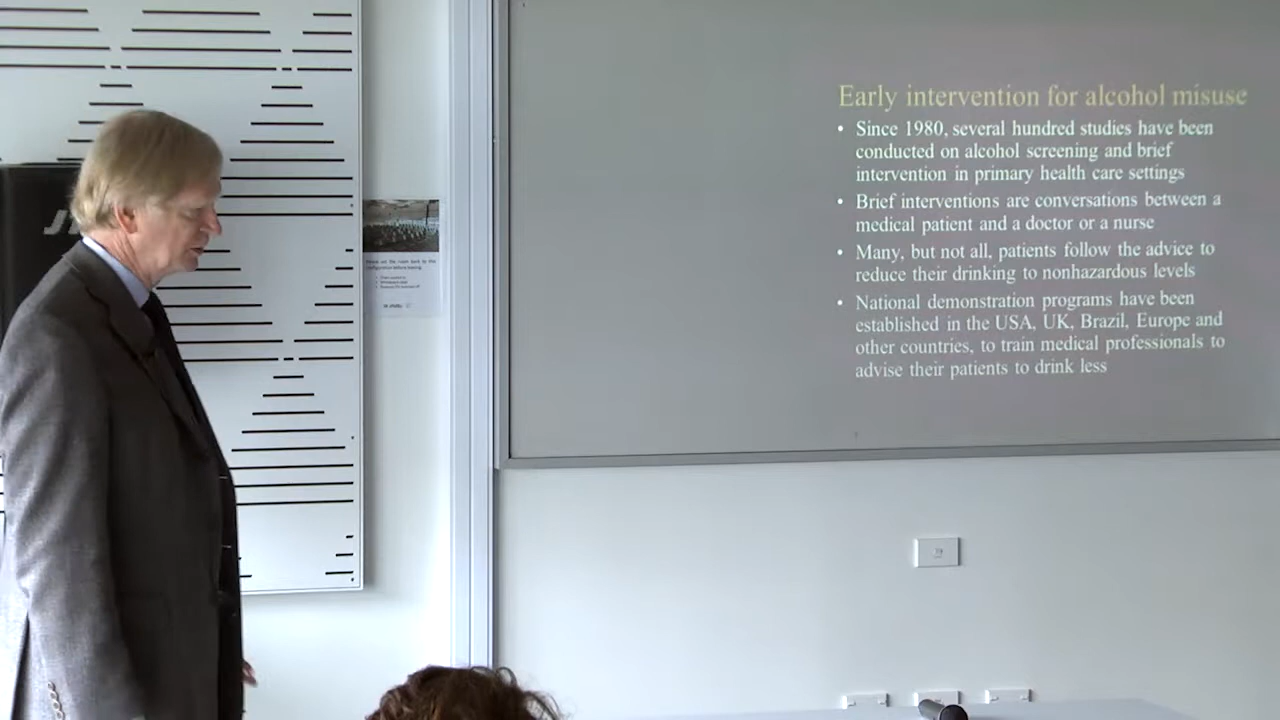 Early intervention for alcohol misuse
• Since 1980, several hundred studies have been
conducted on alcohol screening and brief
intervention in primary health care settings
• Brief interventions are conversations between a
medical patient and a doctor or a nurse
• Many, but not all, patients follow the advice to
reduce their drinking to nonhazardous levels
• National demonstration programs have been
established in the USA, UK, Brazil, Europe and
other countries, to train medical professionals to
advise their patients to drink less